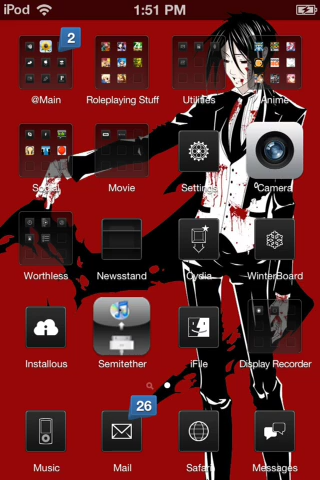 iPod 1:51 PM
2
@Main Roleplaying Stuff Utilities Anime
Social Movie Settings Camera
Worthless Newsstand Cydia WinterBoard
Installous Semitether iFile Display Recorder
26
Music Mail Safari Messages